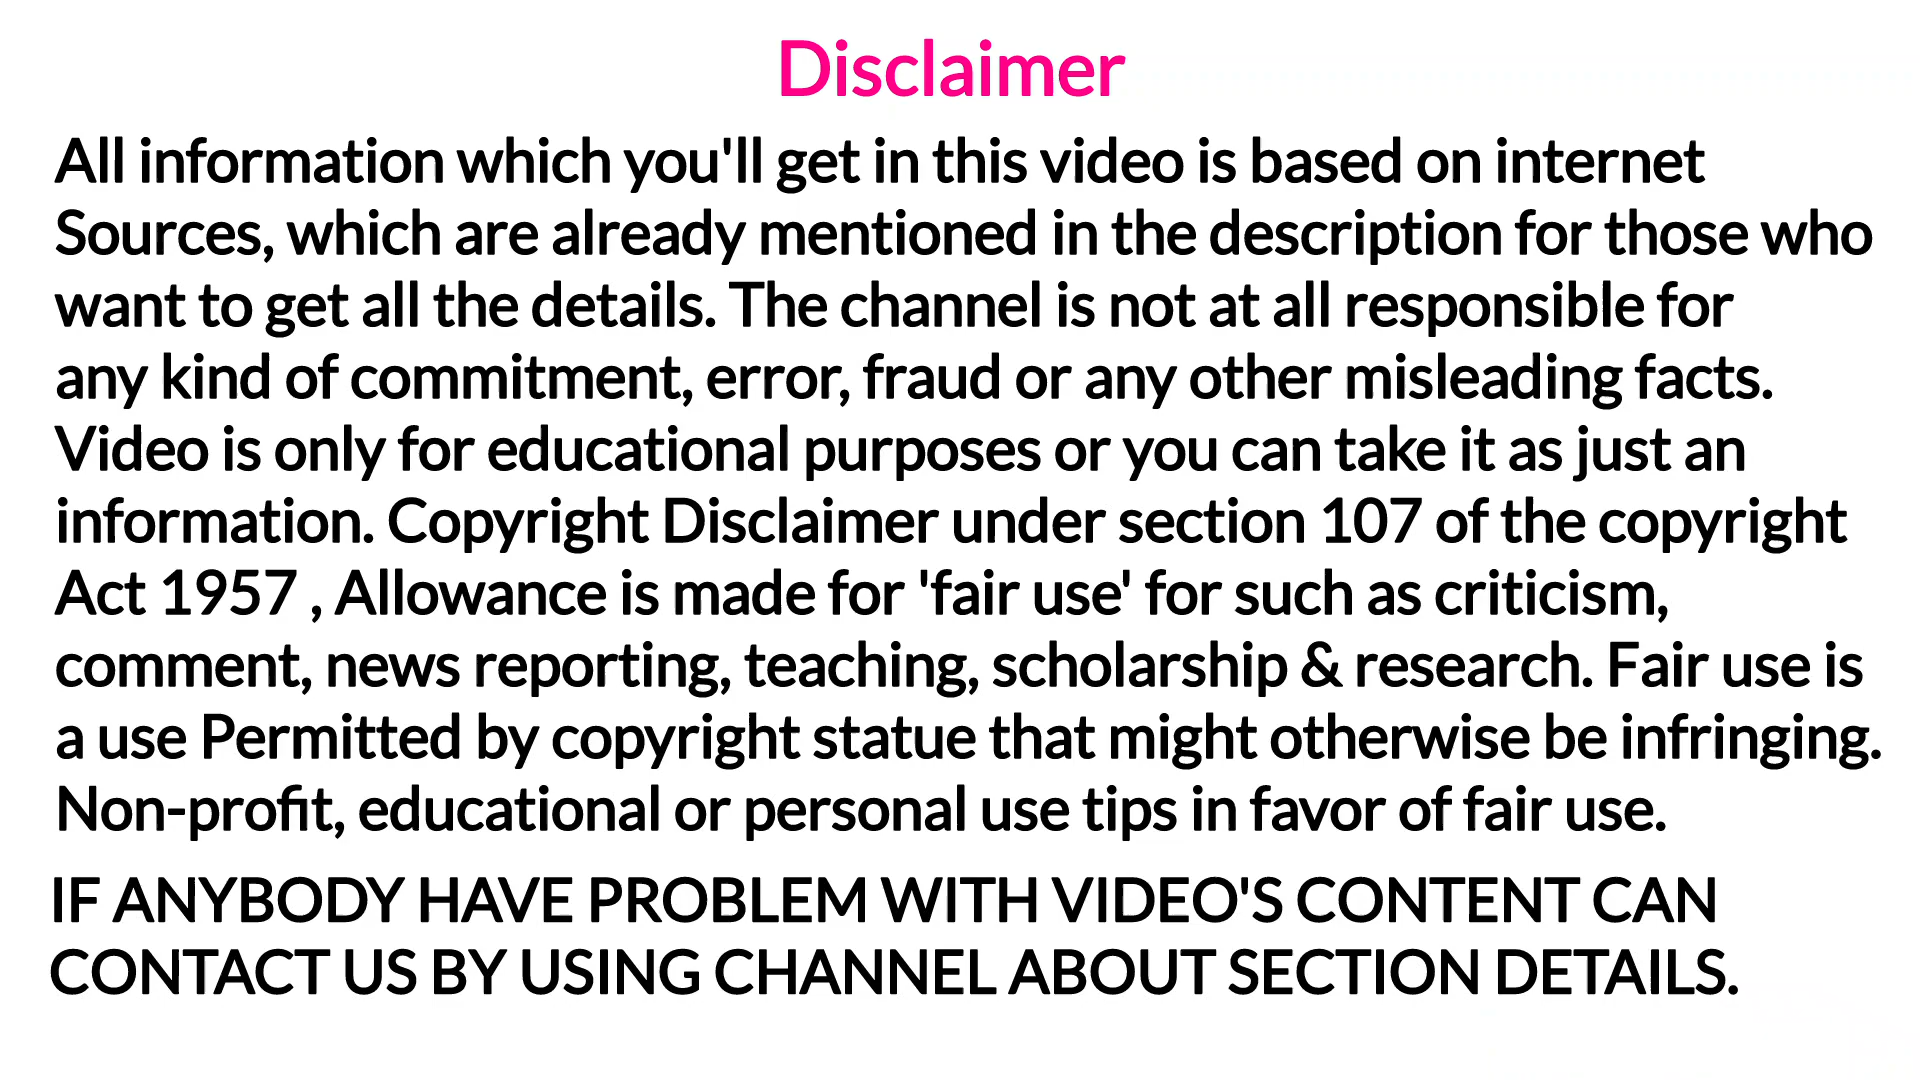 Disclaimer
All information which you'll get in this video is based on internet
Sources, which are already mentioned in the description for those who
want to get all the details. The channel is not at all responsible for
any kind of commitment, error, fraud or any other misleading facts.
Video is only for educational purposes or you can take it as just an
information. Copyright Disclaimer under section 107 of the copyright
Act 1957 , Allowance is made for 'fair use' for such as criticism,
comment, news reporting, teaching, scholarship & research. Fair use is
a use Permitted by copyright statue that might otherwise be infringing.
Non-profit, educational or personal use tips in favor of fair use.
IF ANYBODY HAVE PROBLEM WITH VIDEO'S CONTENT CAN
CONTACT US BY USING CHANNEL ABOUT SECTION DETAILS.